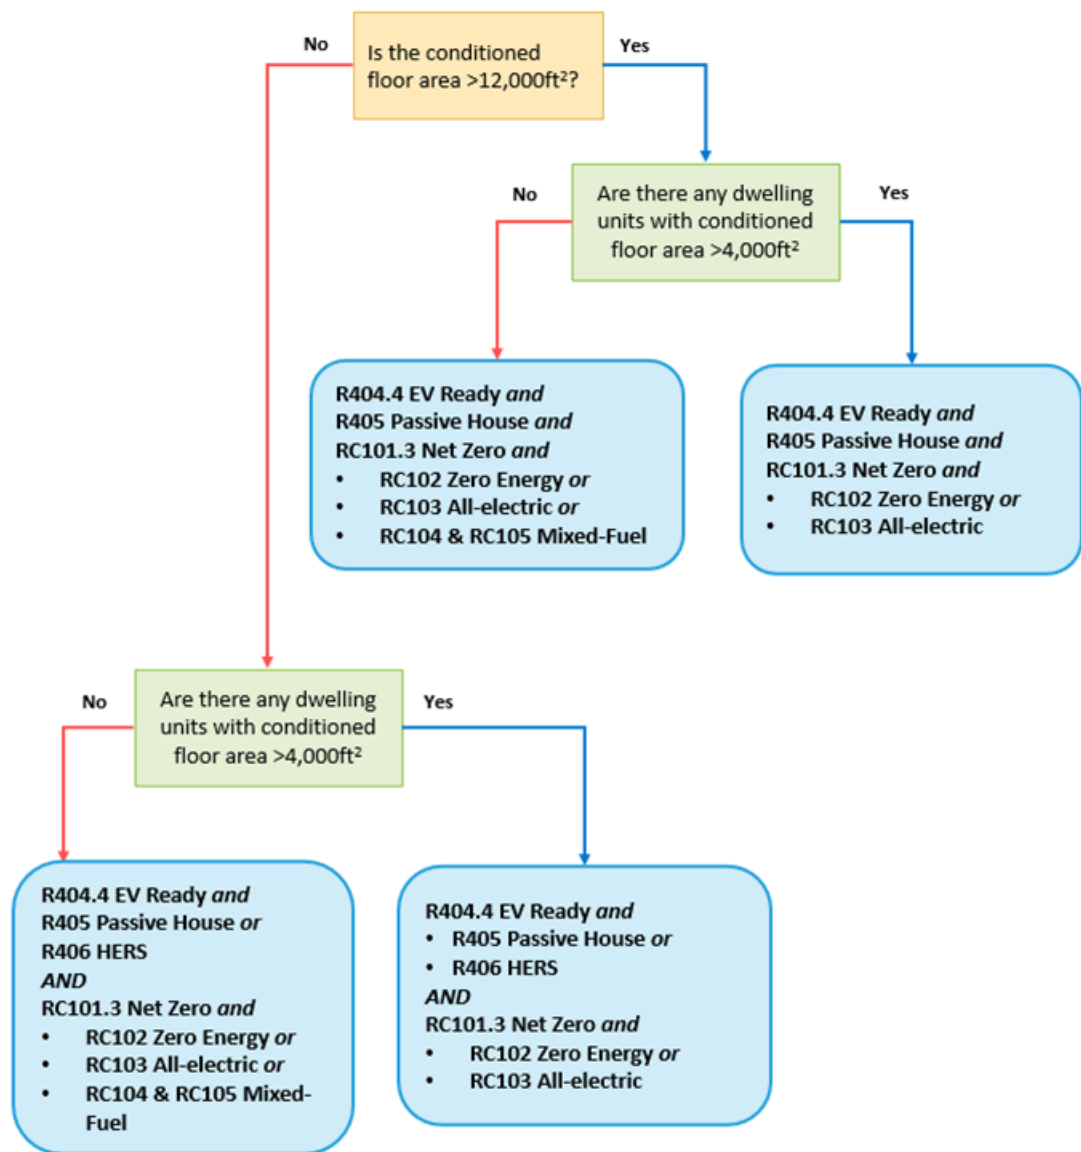 No
Is the conditioned
floor area >12,000ft²?
Yes
No
Are there any dwelling
units with conditioned
floor area >4,000ft²
Yes
R404.4 EV Ready and
R405 Passive House and
RC101.3 Net Zero and
• RC102 Zero Energy or
• RC103 All-electric or
• RC104 & RC105 Mixed-Fuel
R404.4 EV Ready and
R405 Passive House and
RC101.3 Net Zero and
• RC102 Zero Energy or
• RC103 All-electric
No
Are there any dwelling
units with conditioned
floor area >4,000ft²
Yes
R404.4 EV Ready and
R405 Passive House or
R406 HERS
AND
RC101.3 Net Zero and
• RC102 Zero Energy or
• RC103 All-electric or
• RC104 & RC105 Mixed-
Fuel
R404.4 EV Ready and
• R405 Passive House or
• R406 HERS
AND
RC101.3 Net Zero and
• RC102 Zero Energy or
• RC103 All-electric